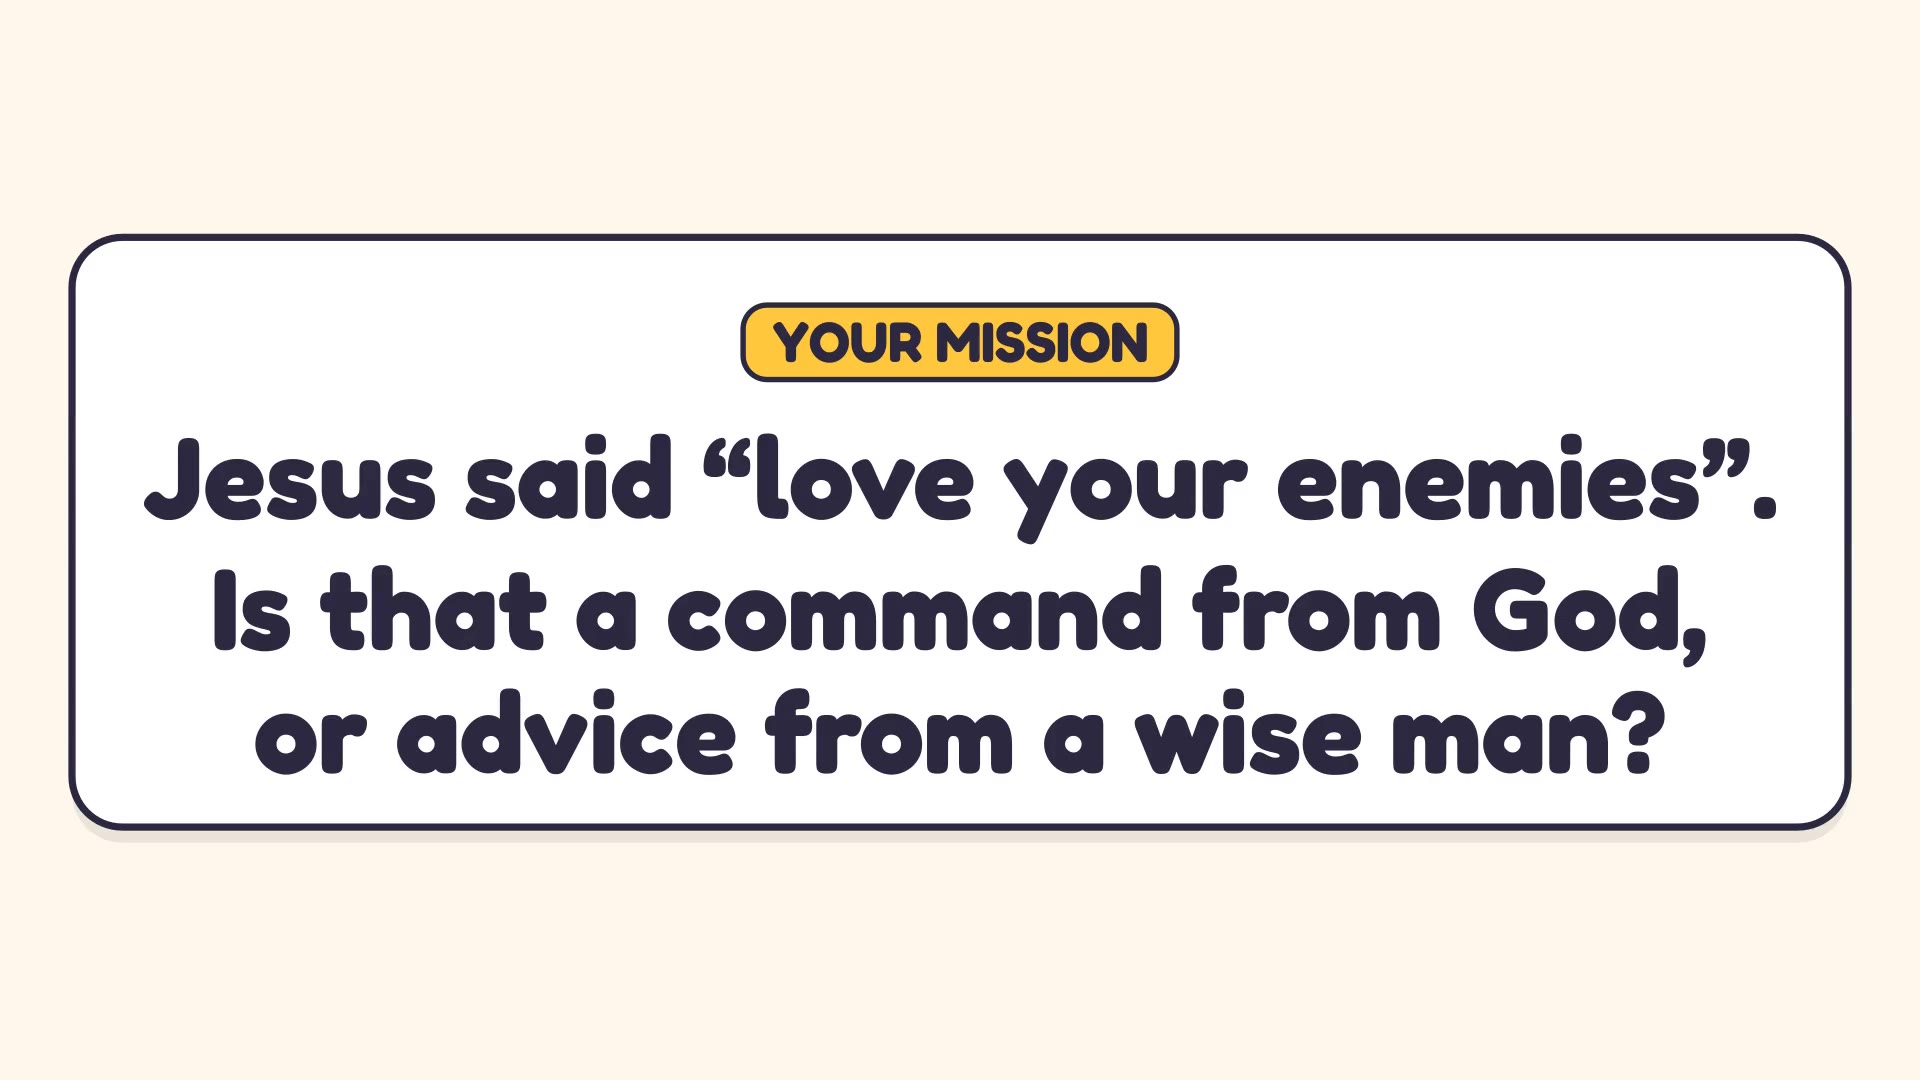 YOUR MISSION
Jesus said “love your enemies”.
Is that a command from God,
or advice from a wise man?